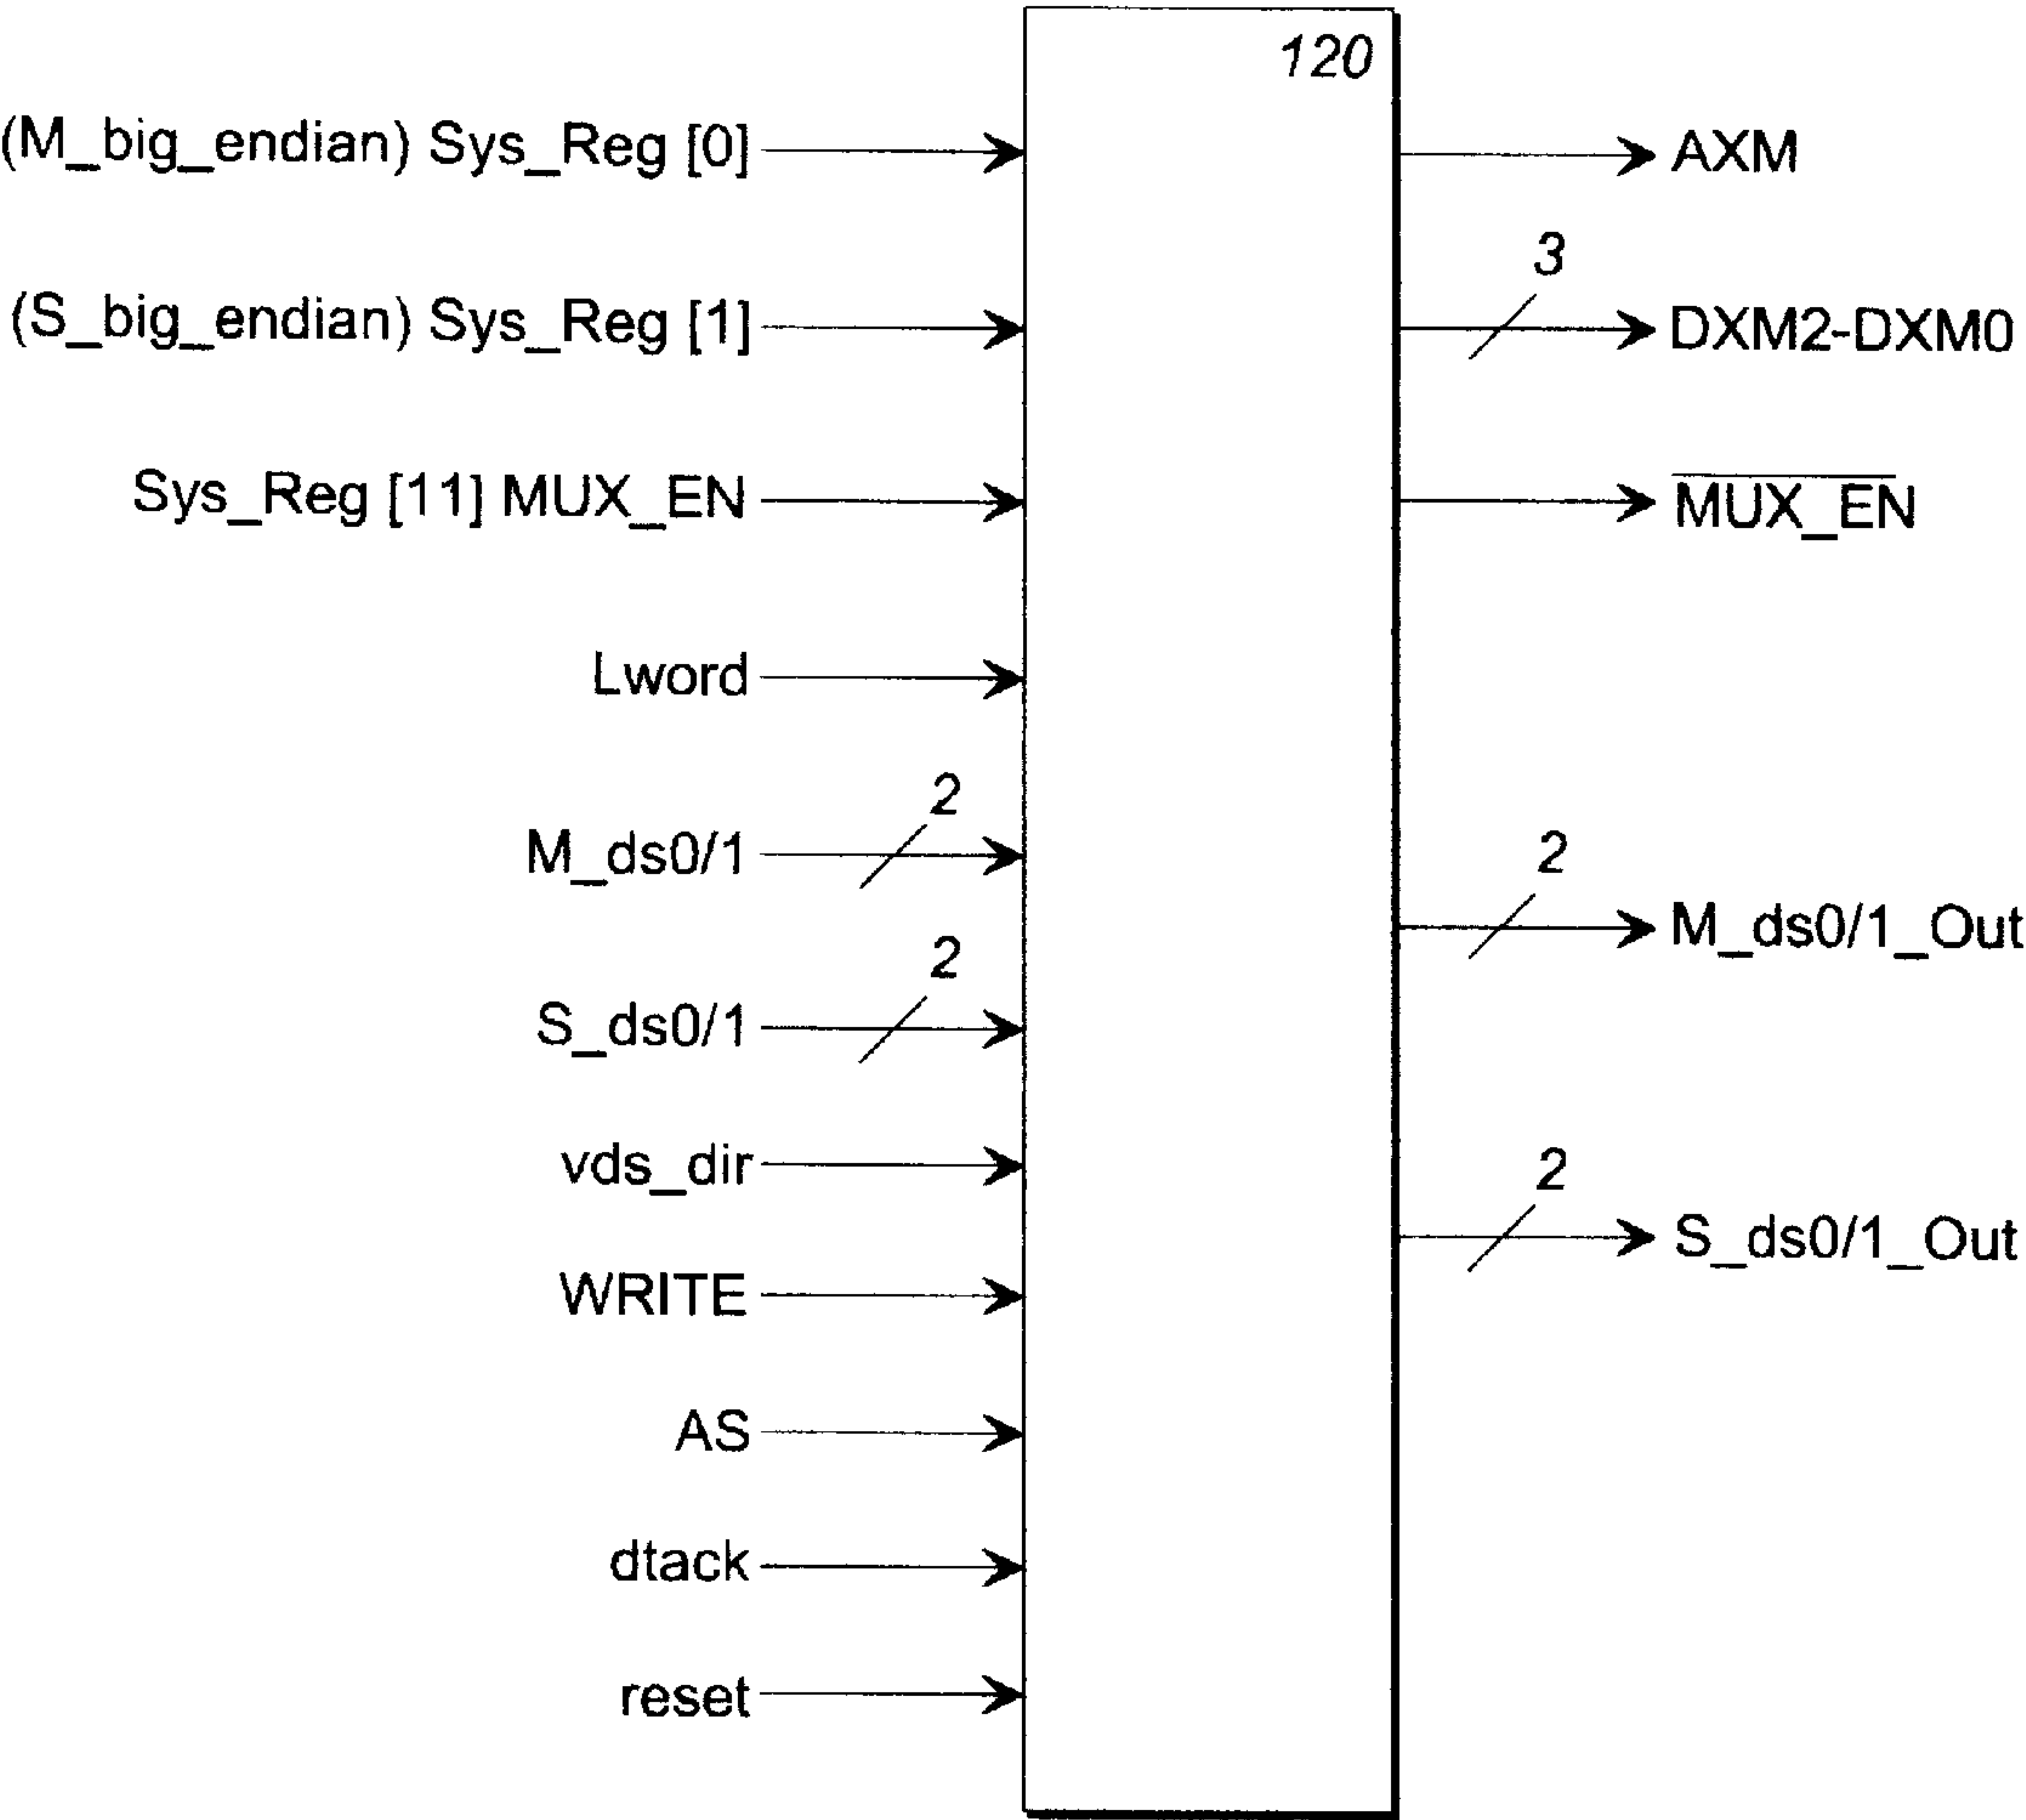 120
(M_big_endian) Sys_Reg [0]
AXM
3
(S_big_endian) Sys_Reg [1]
DXM2-DXM0
Sys_Reg [11] MUX_EN
MUX_EN
Lword
2
M_ds0/1
2
M_ds0/1_Out
2
S_ds0/1
vds_dir
2
S_ds0/1_Out
WRITE
AS
dtack
reset